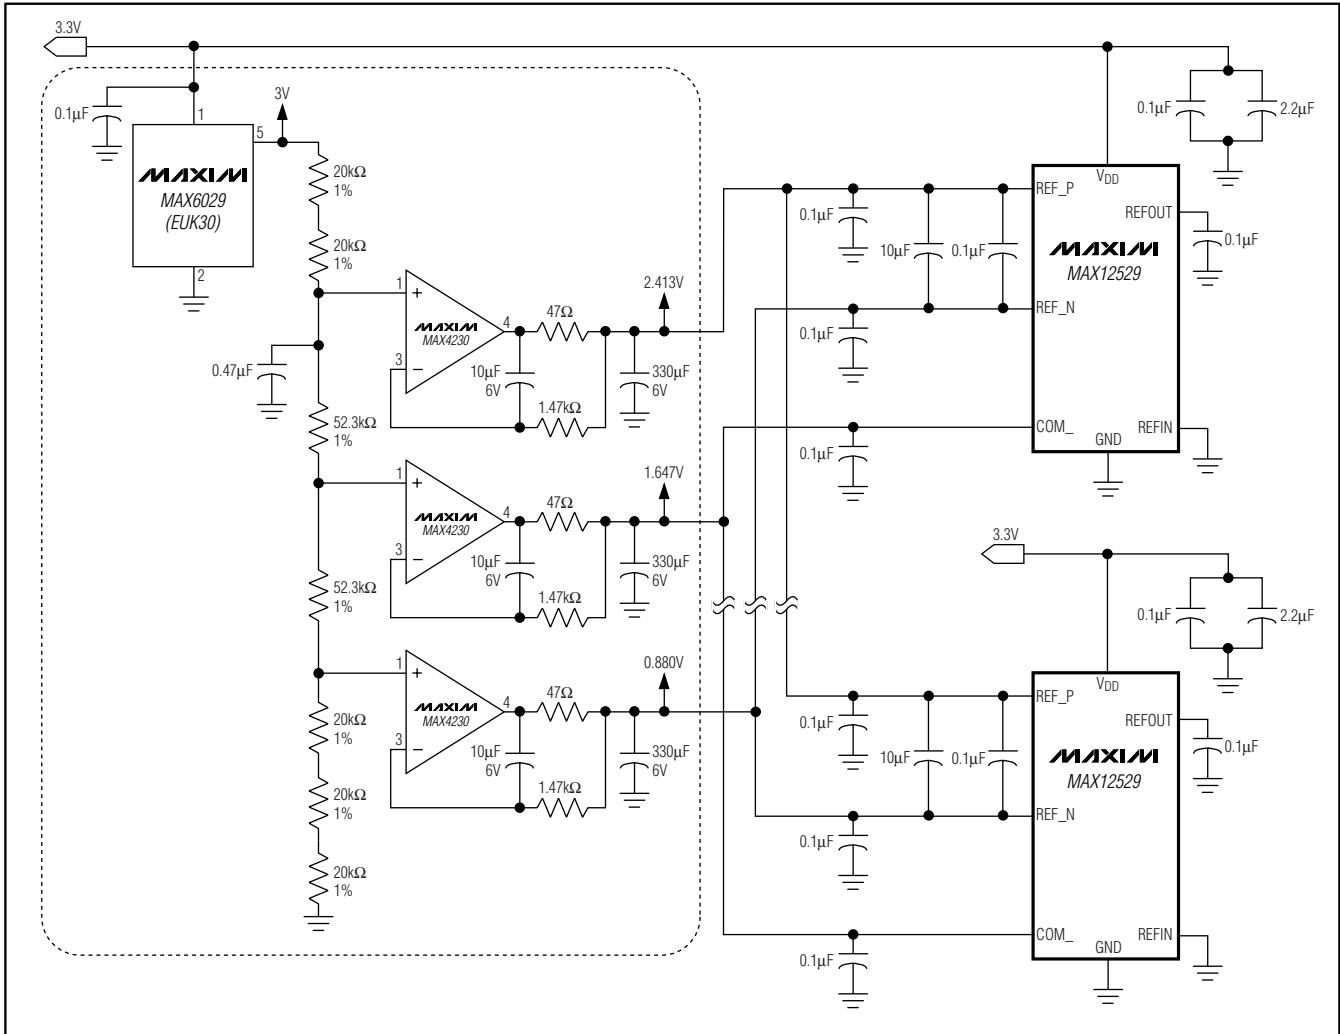 3.3V
0.1µF
1
3V
5
MAXIM
MAX6029
(EUK30)
2
20kΩ
1%
20kΩ
1%
0.47µF
52.3kΩ
1%
52.3kΩ
1%
20kΩ
1%
20kΩ
1%
20kΩ
1%
1
+
MAXIM
MAX4230
4
3
–
47Ω
10µF
6V
1.47kΩ
2.413V
330µF
6V
1
+
MAXIM
MAX4230
4
3
–
47Ω
10µF
6V
1.47kΩ
1.647V
330µF
6V
1
+
MAXIM
MAX4230
4
3
–
47Ω
10µF
6V
1.47kΩ
0.880V
330µF
6V
0.1µF
2.2µF
0.1µF
10µF
0.1µF
0.1µF
0.1µF
VDD
REF_P
REFOUT
0.1µF
MAXIM
MAX12529
REF_N
COM_
GND
REFIN
3.3V
0.1µF
2.2µF
0.1µF
10µF
0.1µF
0.1µF
0.1µF
VDD
REF_P
REFOUT
0.1µF
MAXIM
MAX12529
REF_N
COM_
GND
REFIN